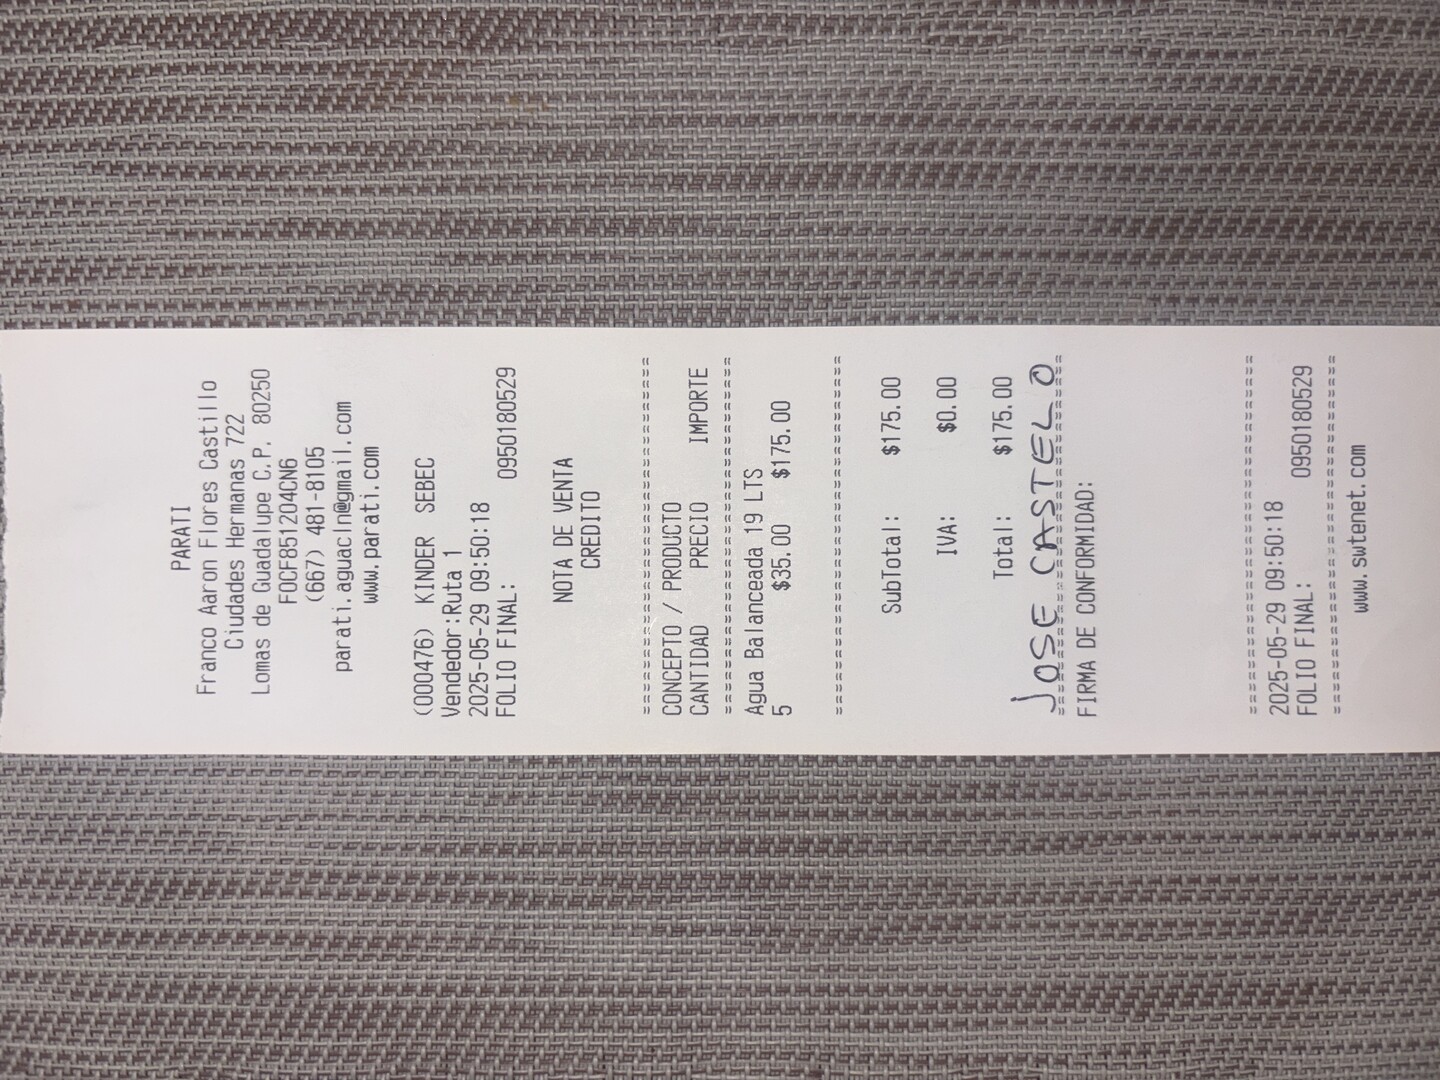 PARATI
Franco Aaron Flores Castillo
Ciudades Hermanas 722
Lomas de Guadalupe C.P. 80250
FOCF851204CN6
(667) 481-8105
parati.aguacln@gmail.com
www.parati.com
(000476) KINDER SEBEC
Vendedor:Ruta 1
2025-05-29 09:50:18
FOLIO FINAL: 0950180529
NOTA DE VENTA
CREDITO
================================
CONCEPTO / PRODUCTO
CANTIDAD PRECIO IMPORTE
================================
Agua Balanceada 19 LTS
5 $35.00 $175.00
================================
SubTotal: $175.00
IVA: $0.00
Total: $175.00
JOSE CASTELO
================================
FIRMA DE CONFORMIDAD:
================================
2025-05-29 09:50:18
FOLIO FINAL: 0950180529
================================
www.swtenet.com